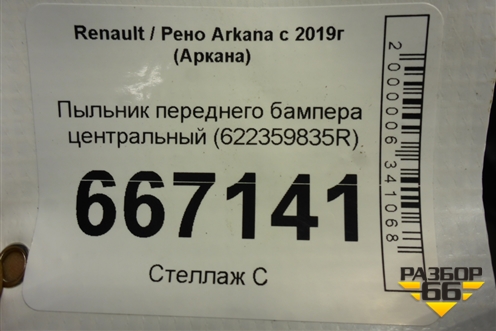 Renault / Рено Arkana с 2019г
(Аркана)
Пыльник переднего бампера
центральный (622359835R)
667141
Стеллаж С
2000006341068
РАЗБОР
66